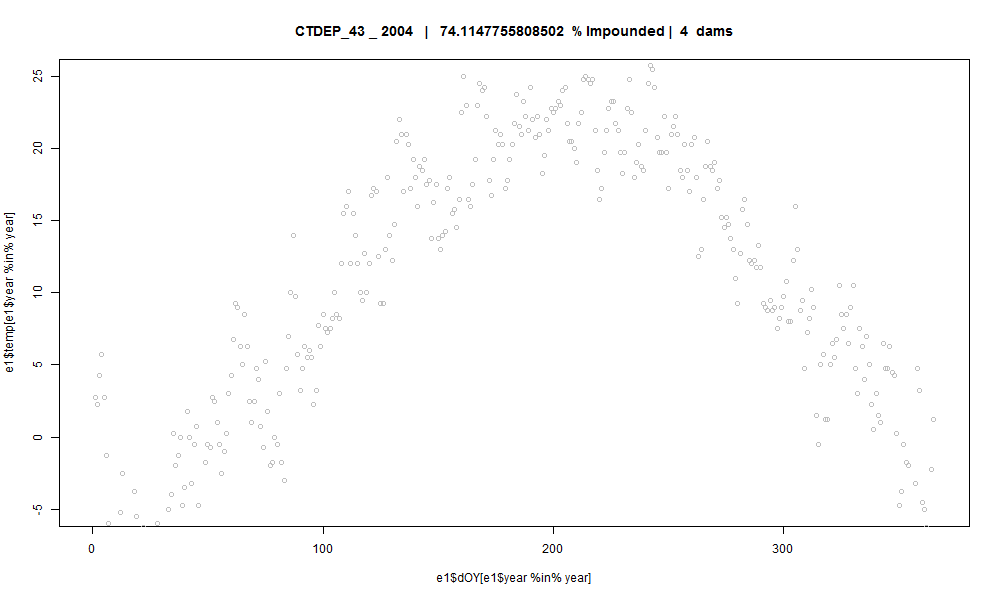 CTDEP_43 _ 2004 | 74.1147755808502 % Impounded | 4 dams
e1$temp[e1$year %in% year]
25
20
15
10
5
0
-5
0 100 200 300
e1$dOY[e1$year %in% year]